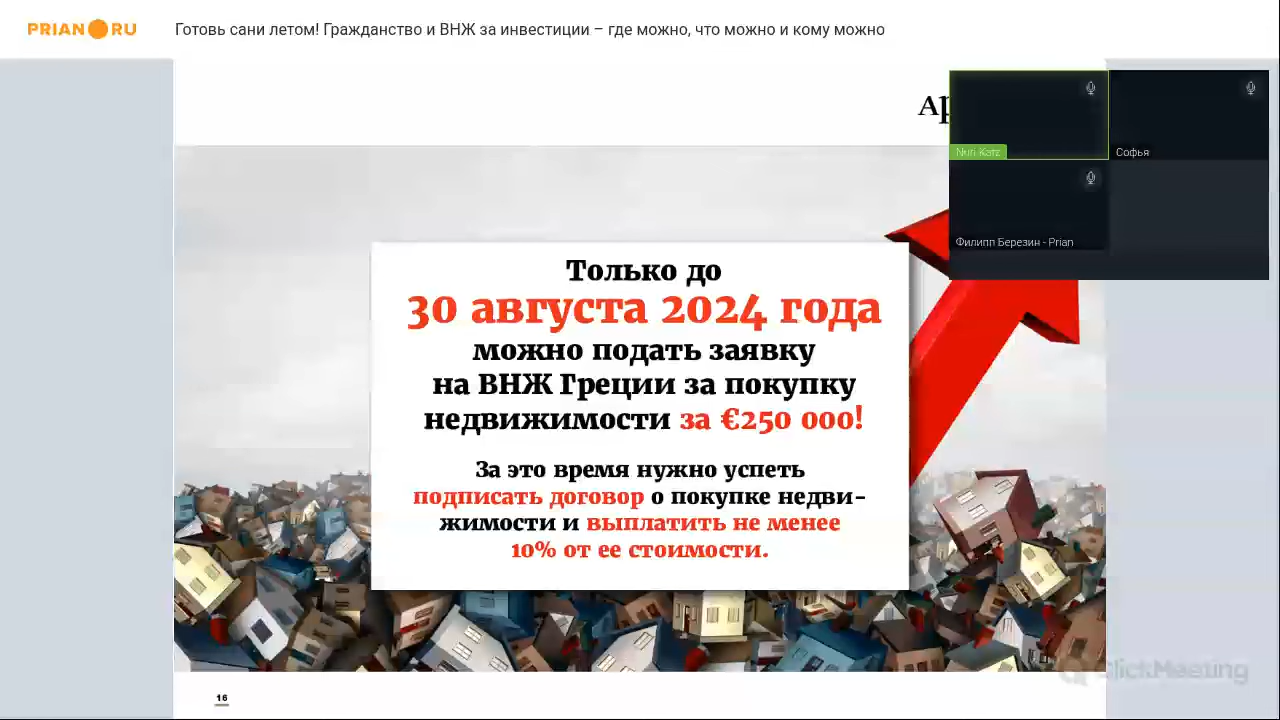 PRIAN RU
Готовь сани летом! Гражданство и ВНЖ за инвестиции – где можно, что можно и кому можно
Nuri Katz
Софья
Филипп Березин - Prian
Только до
30 августа 2024 года
можно подать заявку
на ВНЖ Греции за покупку
недвижимости за €250 000!
За это время нужно успеть
подписать договор о покупке недви-
жимости и выплатить не менее
10% от ее стоимости.
ClickMeeting
16